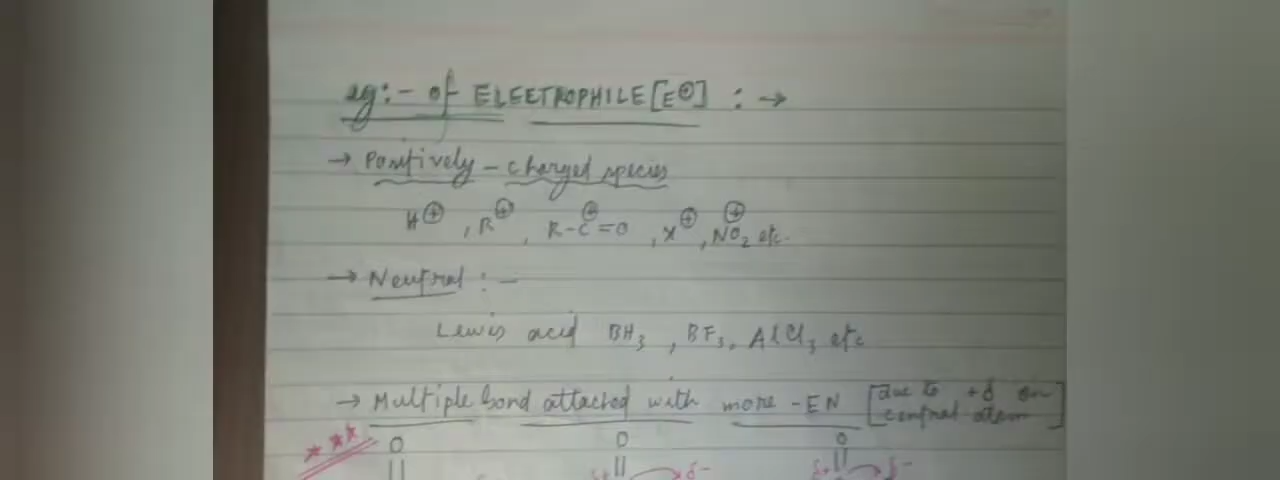 eg:- of ELECTROPHILE [E⊕] : →
→ Positively - charged species
H⊕ , R⊕ , R-C⊕=O , X⊕ , NO₂⊕ etc.
→ Neutral : -
Lewis acid BH₃ , BF₃ , AlCl₃ etc
→ Multiple bond attached with more -EN [due to +δ on central atom]
O O O
δ+ δ- δ+ δ-